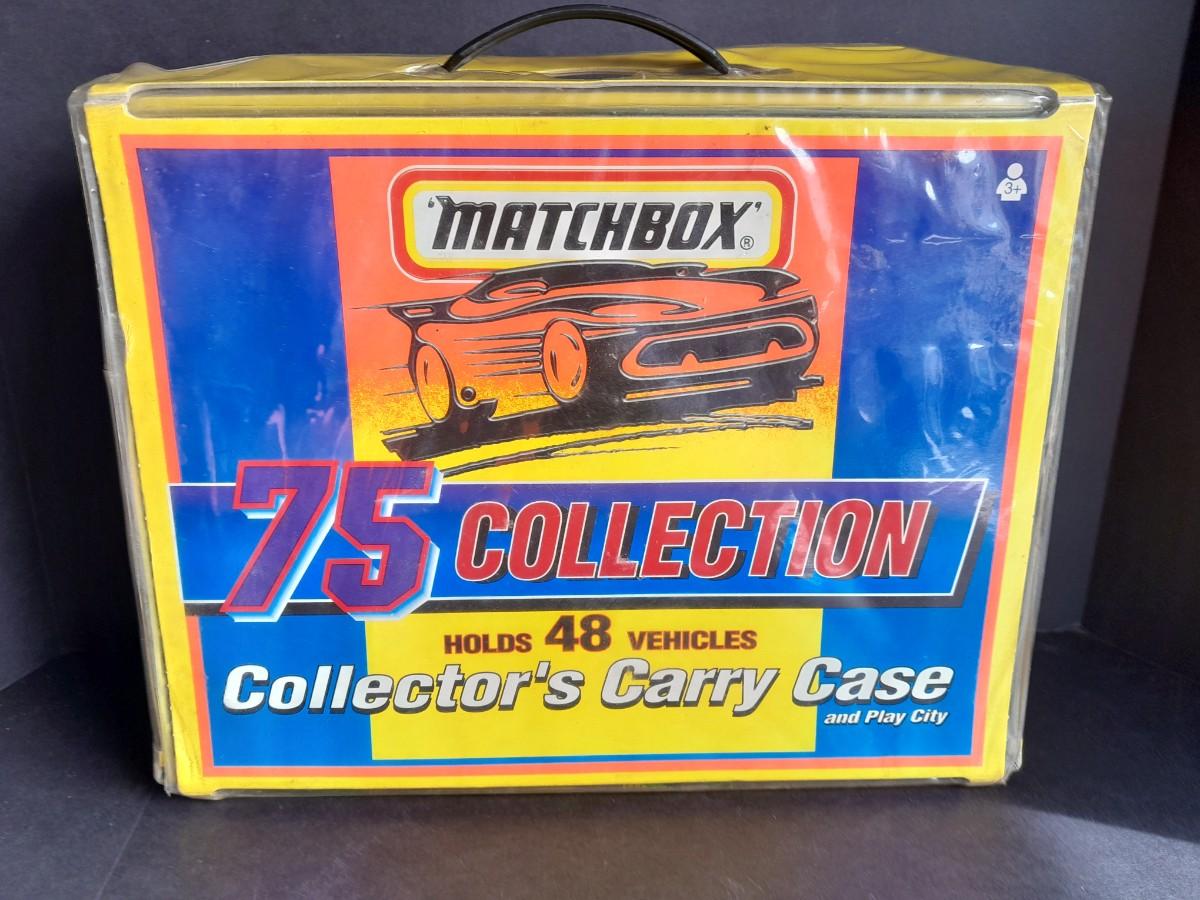 'MATCHBOX'®
3+
75 COLLECTION
HOLDS 48 VEHICLES
Collector's Carry Case
and Play City